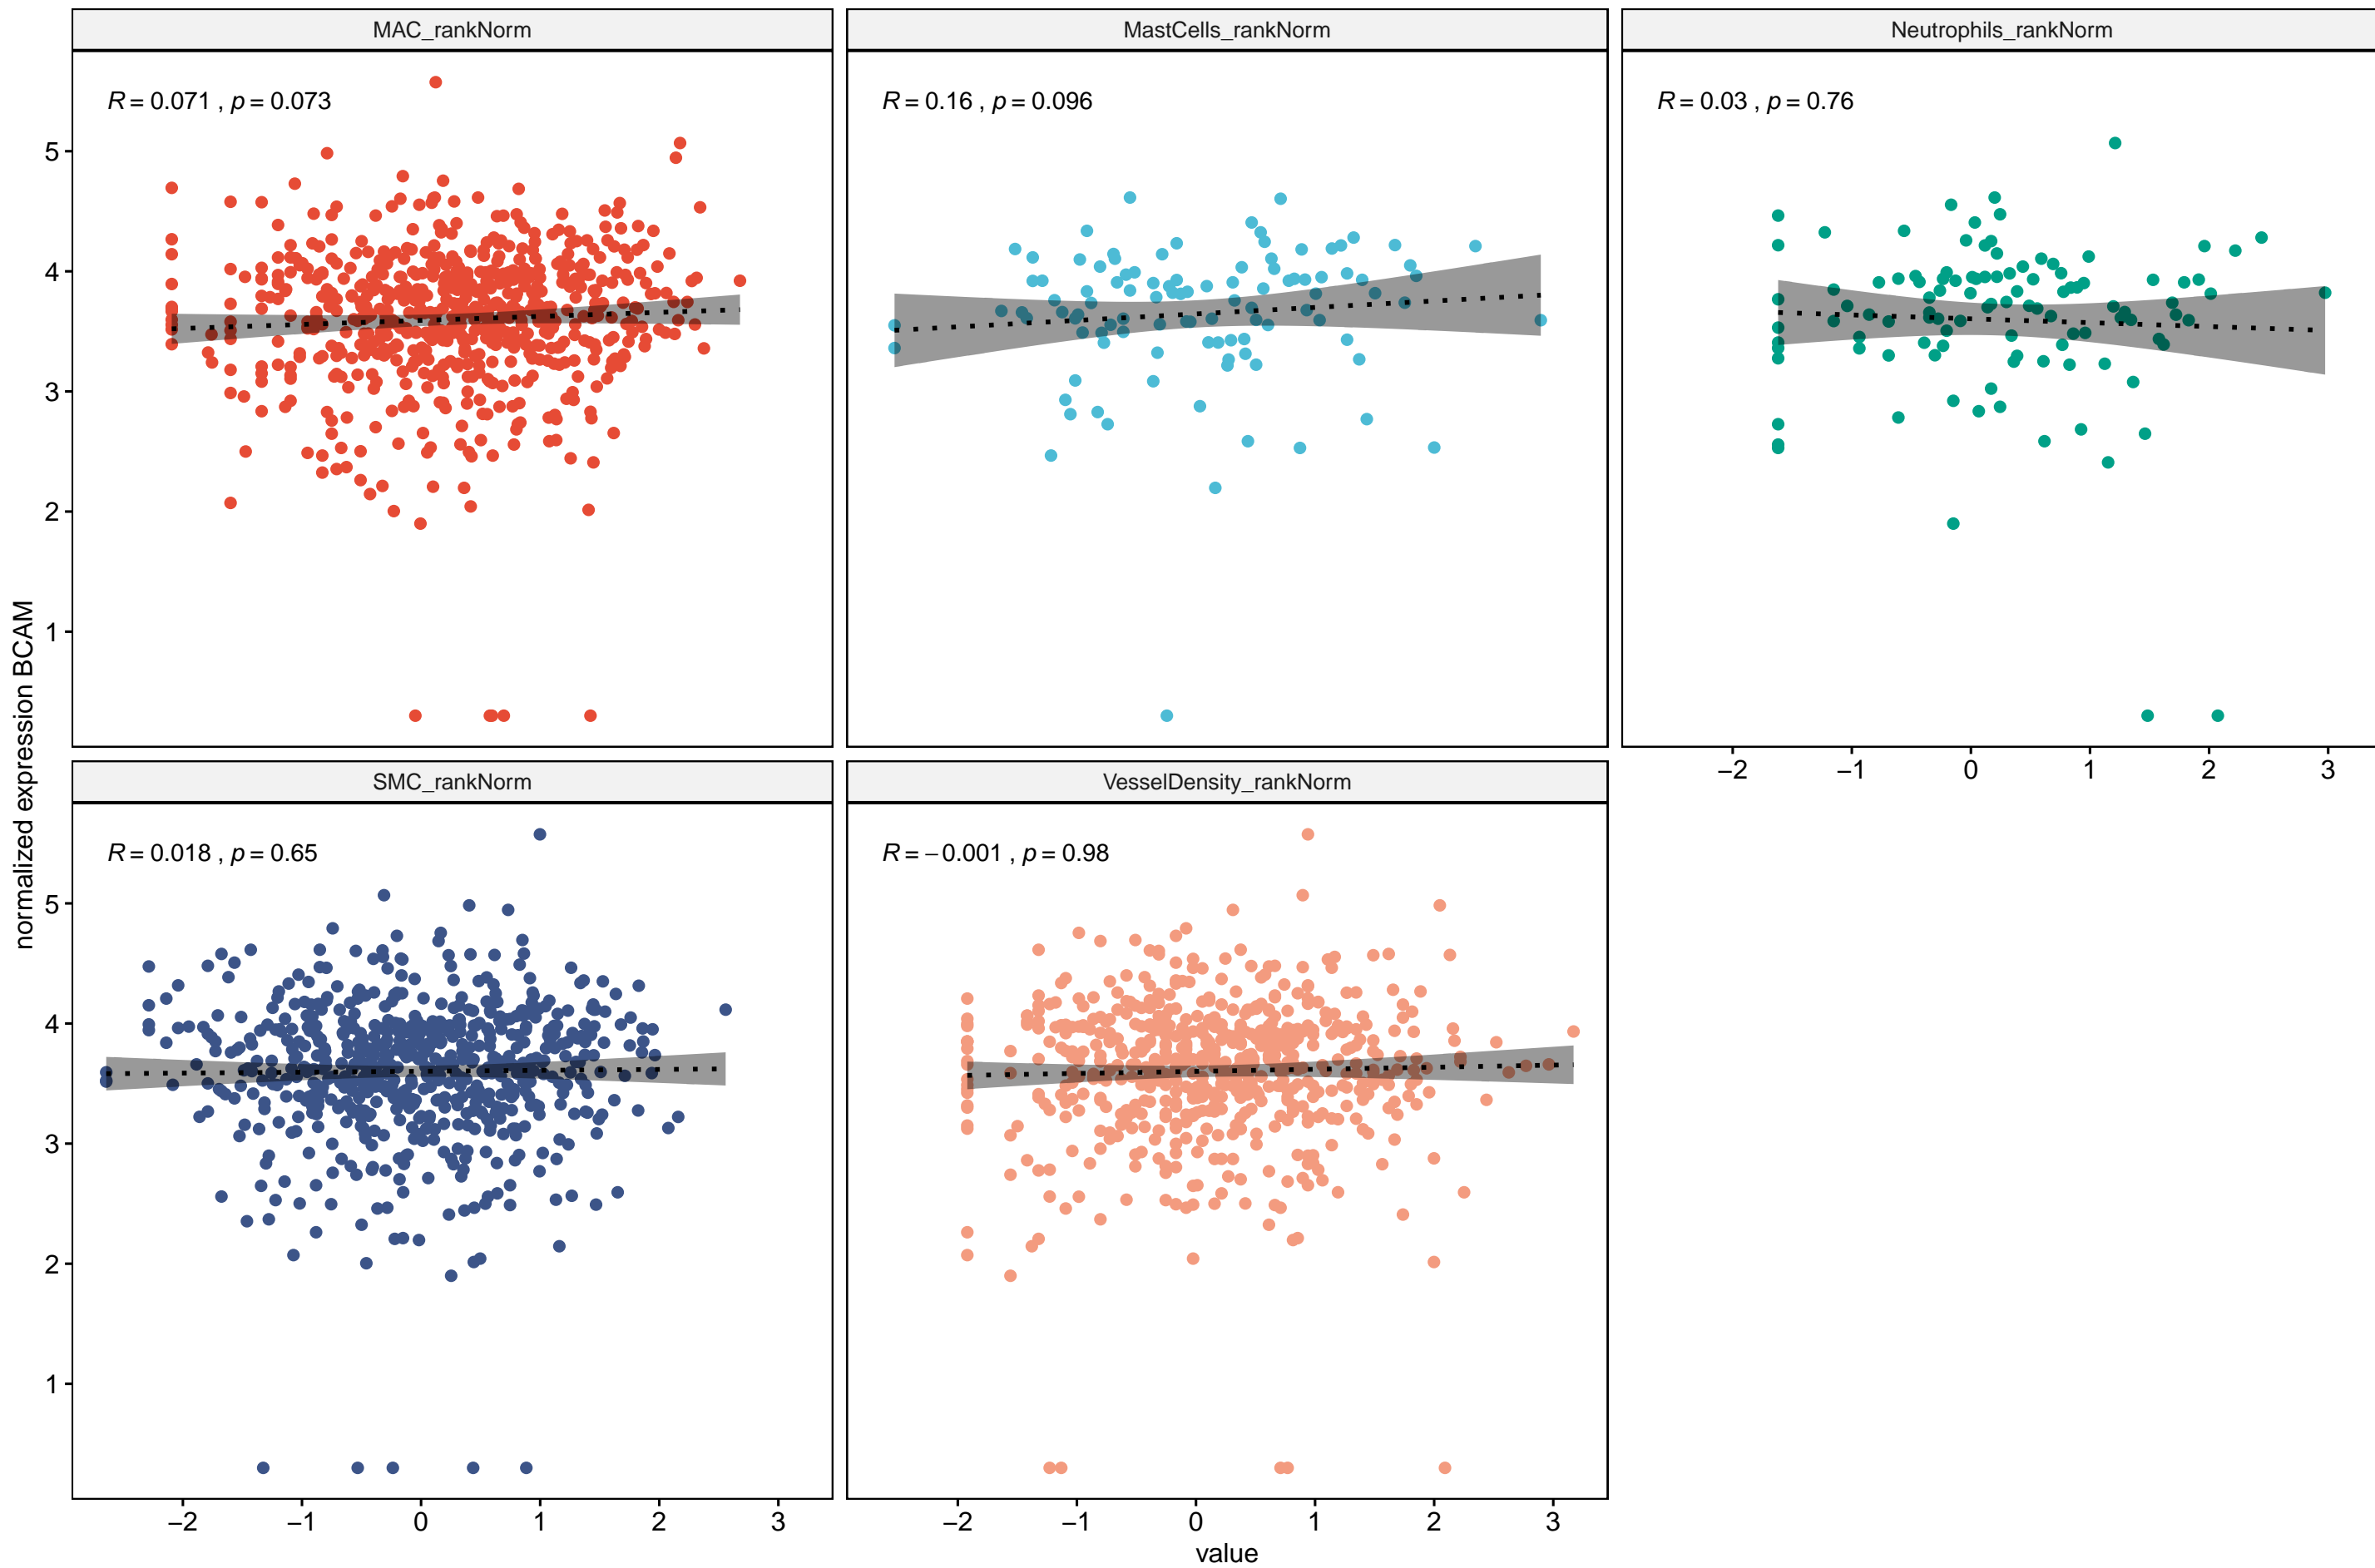 MAC_rankNorm
MastCells_rankNorm
Neutrophils_rankNorm
R = 0.071 , p = 0.073
R = 0.16 , p = 0.096
R = 0.03 , p = 0.76
5
4
3
2
1
−2 −1 0 1 2 3
normalized expression BCAM
SMC_rankNorm
VesselDensity_rankNorm
R = 0.018 , p = 0.65
R = −0.001 , p = 0.98
5
4
3
2
1
−2 −1 0 1 2 3
−2 −1 0 1 2 3
value